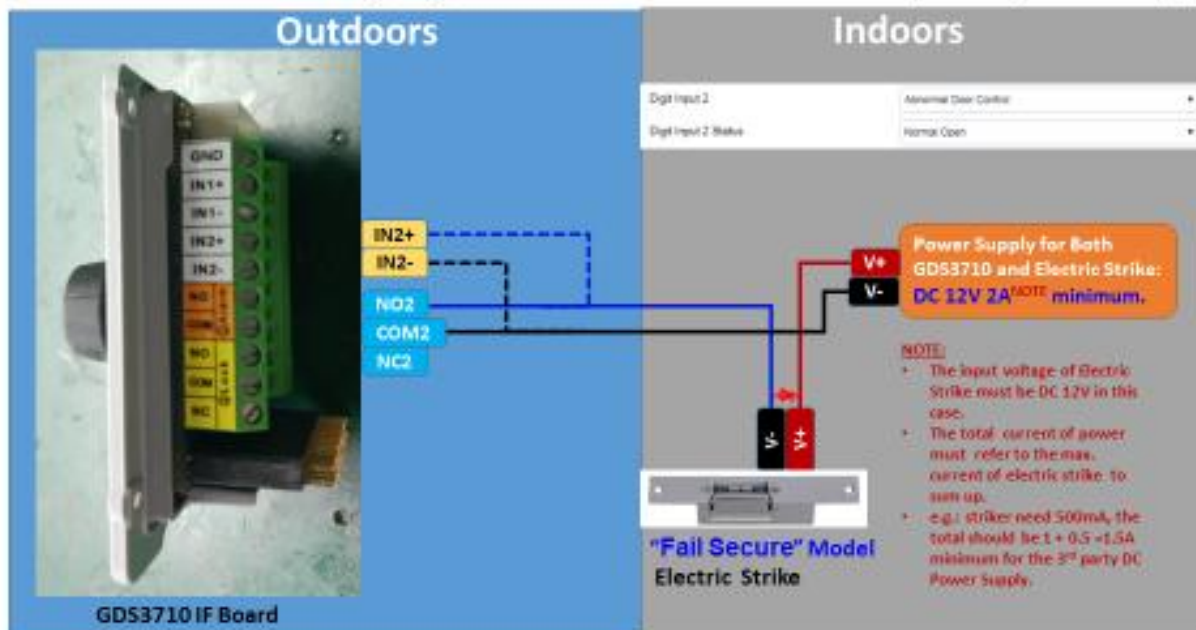 Outdoors
Indoors
Digit Input 2
Abnormal Door Control
Digit Input 2 Status
Normal Open
GND
IN1+
IN1-
IN2+
IN2-
NO
COM
NO
COM
NC
Lock
IN2+
IN2-
NO2
COM2
NC2
V+
V-
Power Supply for Both
GDS3710 and Electric Strike:
DC 12V 2A NOTE minimum.
NOTE:
• The input voltage of Electric
Strike must be DC 12V in this
case.
• The total current of power
must refer to the max.
current of electric strike to
sum up.
• e.g.: striker need 500mA, the
total should be 1 + 0.5 =1.5A
minimum for the 3rd party DC
Power Supply.
V-
V+
"Fail Secure" Model
Electric Strike
GDS3710 IF Board